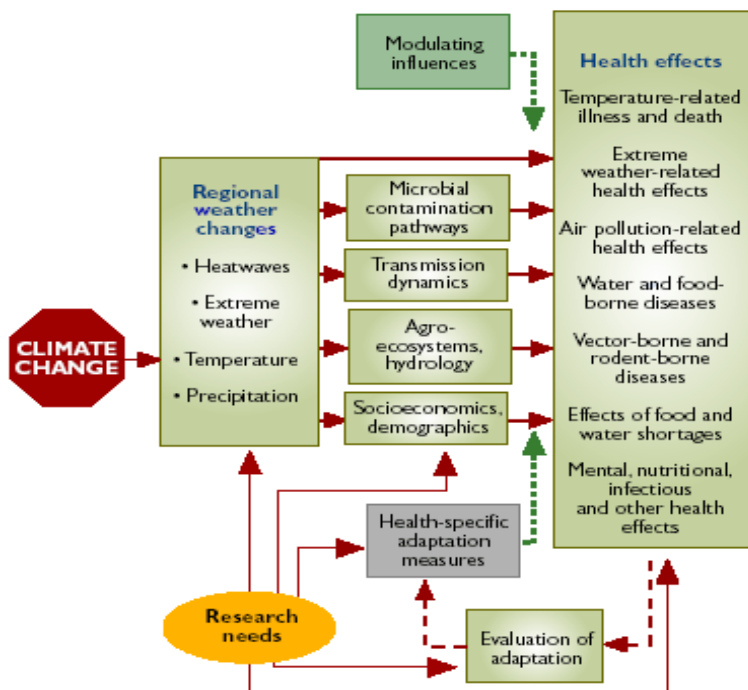 Modulating
influences
Health effects
Temperature-related
illness and death
Extreme
weather-related
health effects
Air pollution-related
health effects
Water and food-
borne diseases
Vector-borne and
rodent-borne
diseases
Effects of food and
water shortages
Mental, nutritional,
infectious
and other health
effects
Regional
weather
changes
• Heatwaves
• Extreme
weather
• Temperature
• Precipitation
Microbial
contamination
pathways
Transmission
dynamics
Agro-
ecosystems,
hydrology
Socioeconomics,
demographics
CLIMATE
CHANGE
Health-specific
adaptation
measures
Research
needs
Evaluation of
adaptation